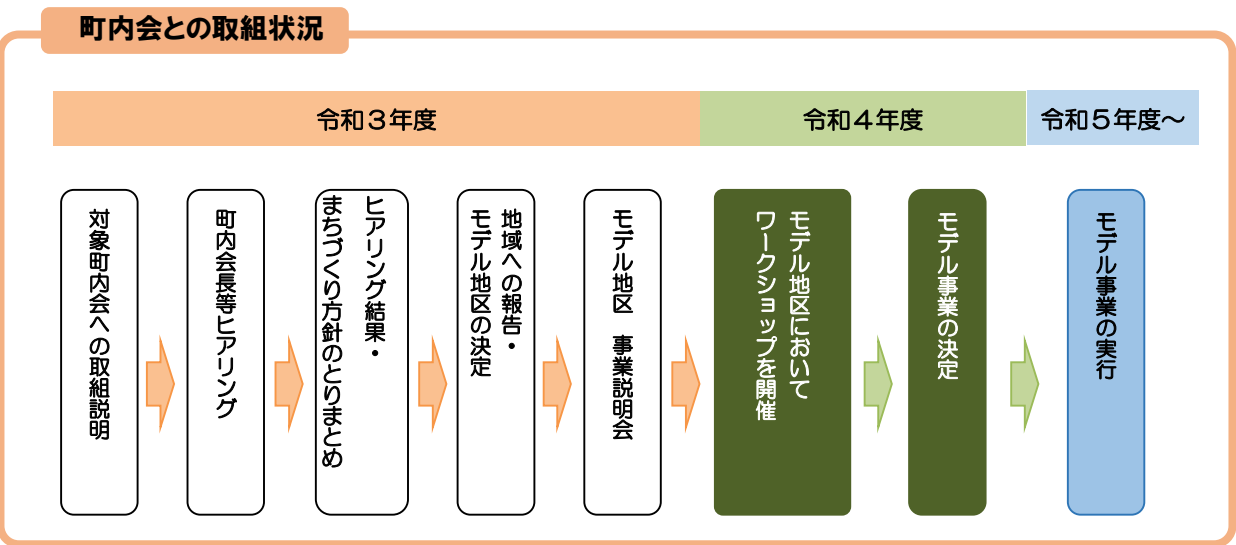 町内会との取組状況
令和３年度
令和４年度
令和５年度～
対象町内会への取組説明
町内会長等ヒアリング
ヒアリング結果・
まちづくり方針のとりまとめ
地域への報告・
モデル地区の決定
モデル地区　事業説明会
モデル地区において
ワークショップを開催
モデル事業の決定
モデル事業の実行